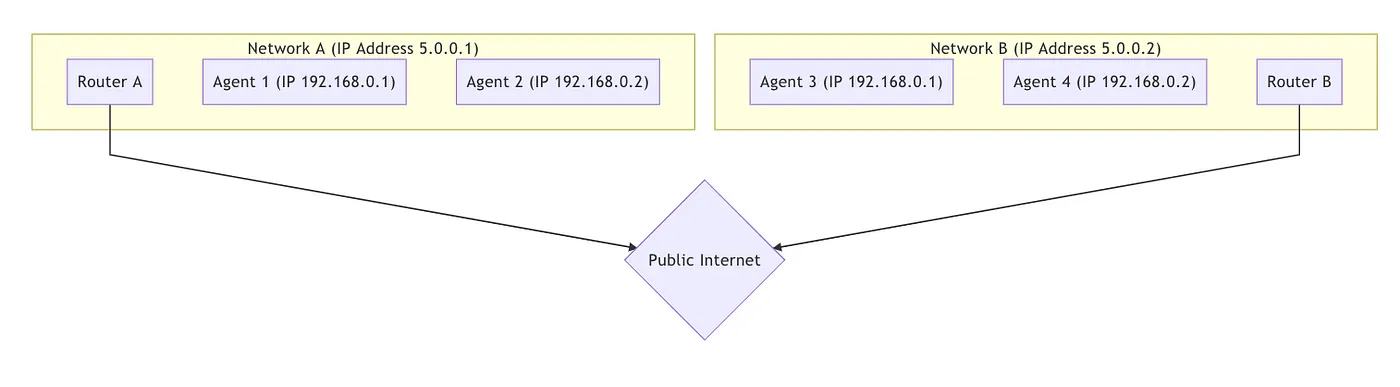 Network A (IP Address 5.0.0.1)
Router A
Agent 1 (IP 192.168.0.1)
Agent 2 (IP 192.168.0.2)
Network B (IP Address 5.0.0.2)
Agent 3 (IP 192.168.0.1)
Agent 4 (IP 192.168.0.2)
Router B
Public Internet